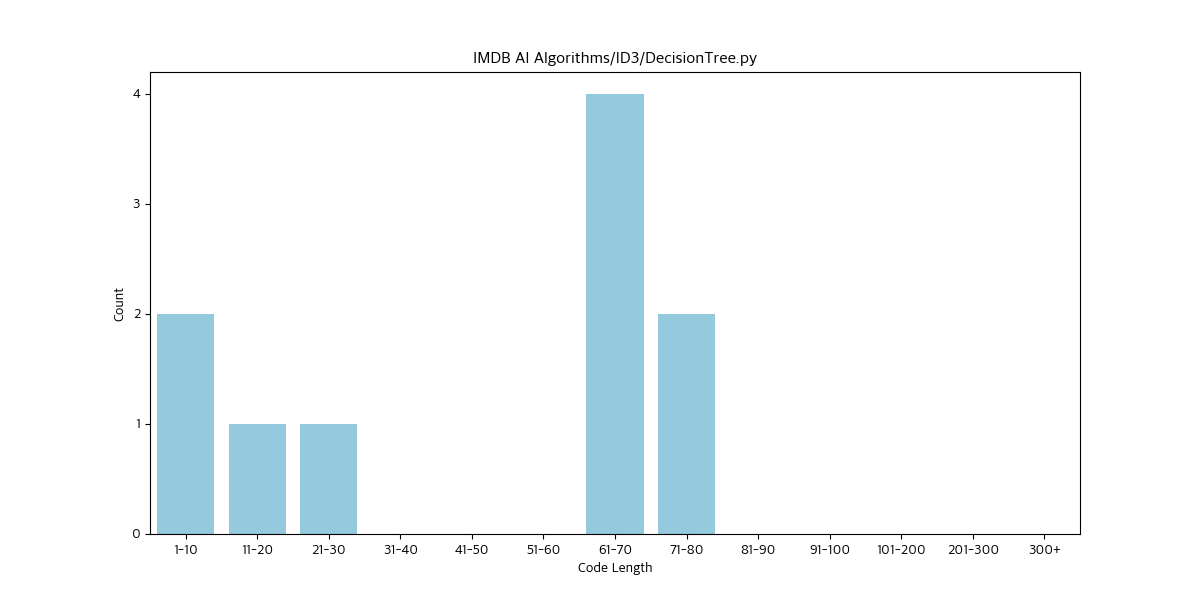 IMDB AI Algorithms/ID3/DecisionTree.py
4
3
2
1
0
Count
1-10 11-20 21-30 31-40 41-50 51-60 61-70 71-80 81-90 91-100 101-200 201-300 300+
Code Length